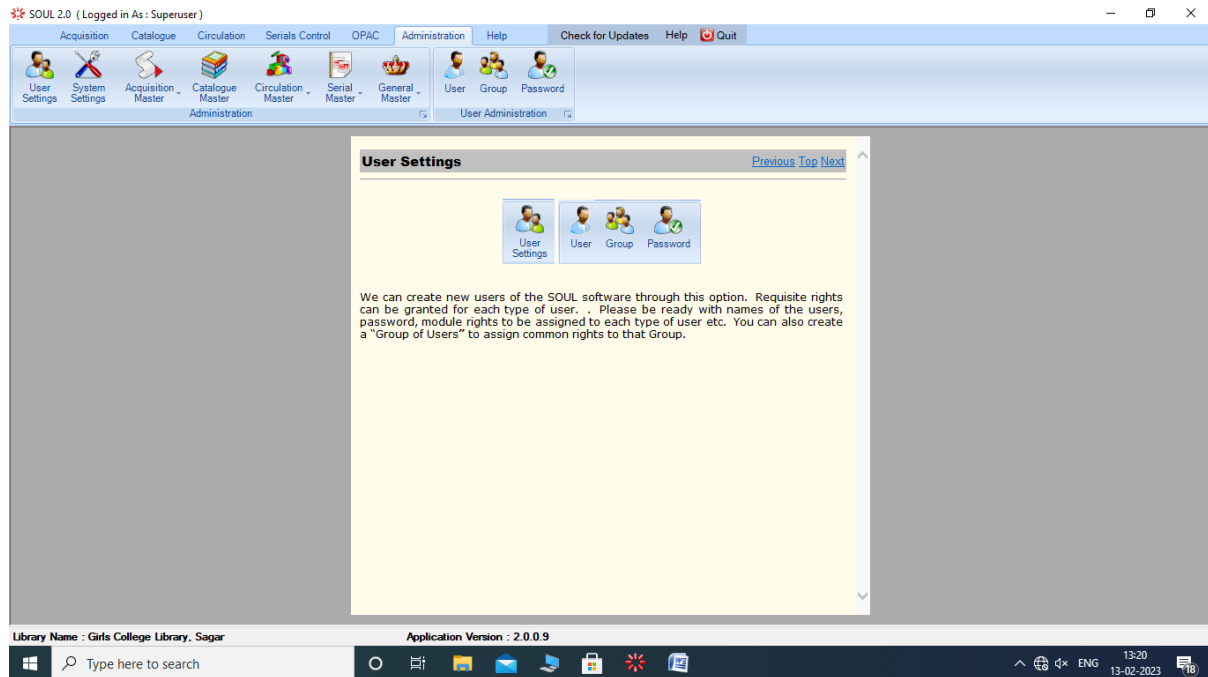 SOUL 2.0 ( Logged in As : Superuser )
Acquisition Catalogue Circulation Serials Control OPAC Administration Help Check for Updates Help Quit
User Settings System Settings Acquisition Master Catalogue Master Circulation Master Serial Master General Master User Group Password
Administration User Administration
User Settings Previous Top Next
User Settings User Group Password
We can create new users of the SOUL software through this option. Requisite rights
can be granted for each type of user. . Please be ready with names of the users,
password, module rights to be assigned to each type of user etc. You can also create
a “Group of Users” to assign common rights to that Group.
Library Name : Girls College Library, Sagar Application Version : 2.0.0.9
Type here to search ENG 13:20
13-02-2023 18